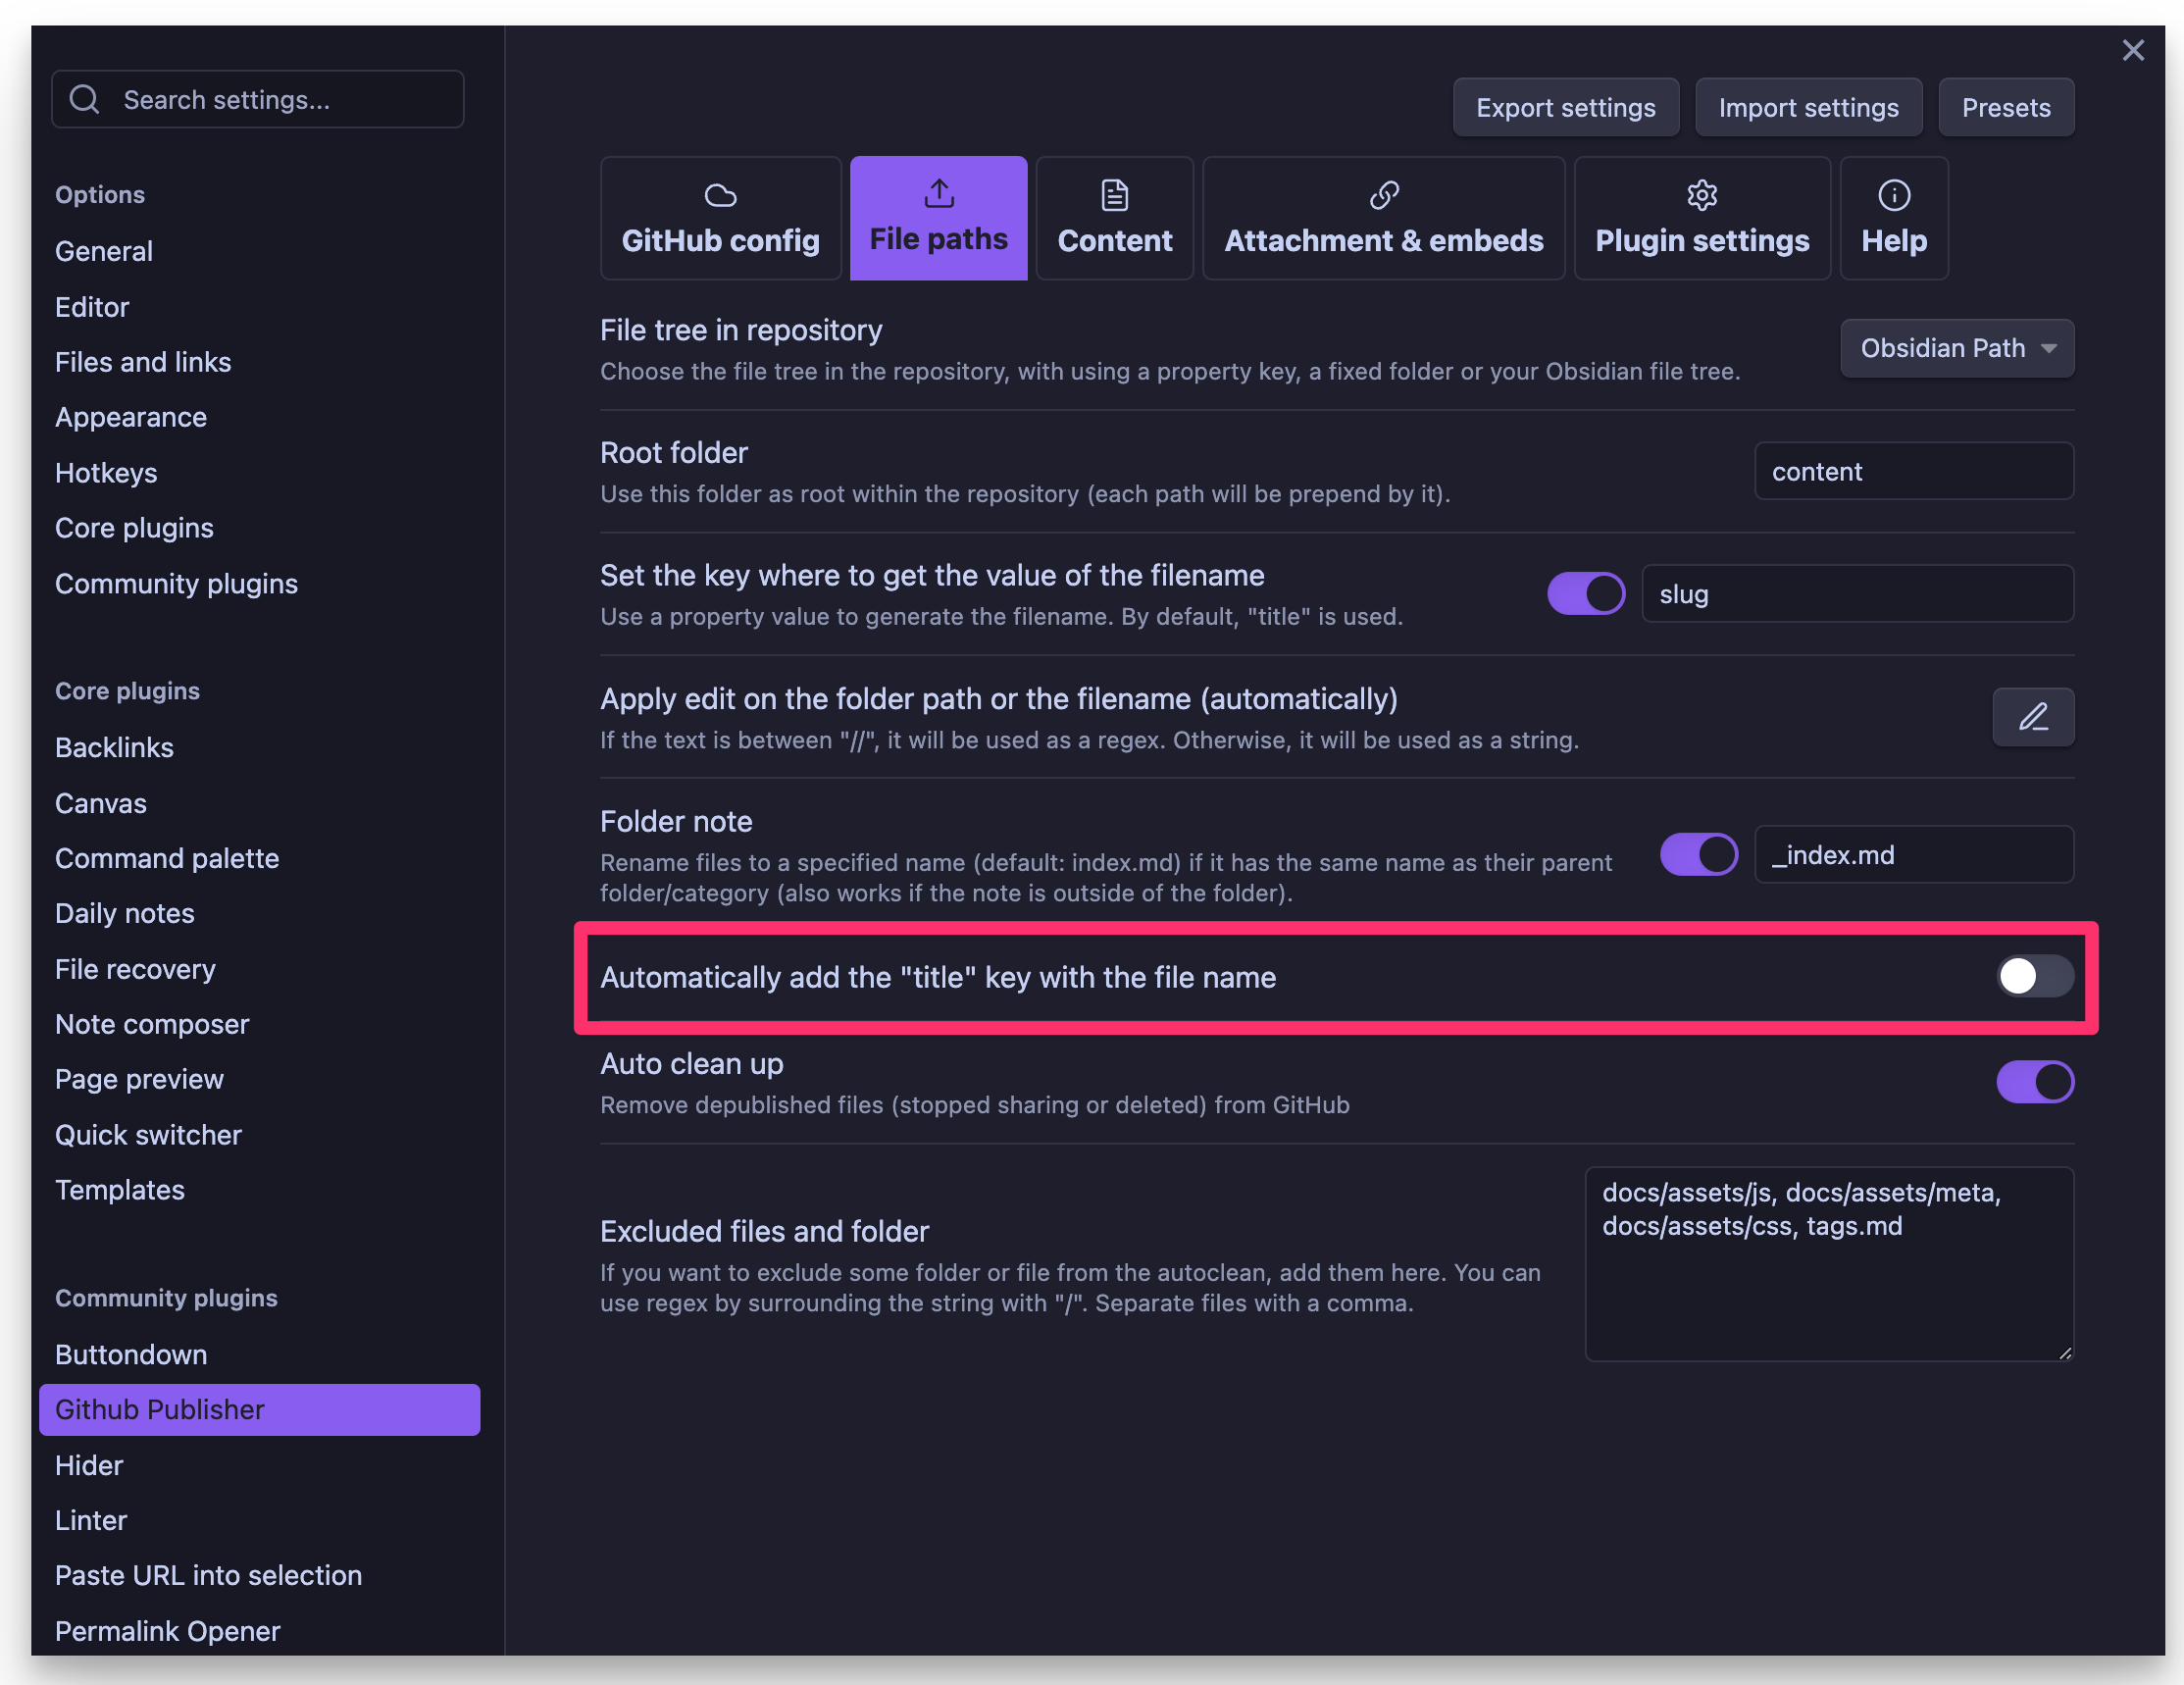 Search settings...
Options
General
Editor
Files and links
Appearance
Hotkeys
Core plugins
Community plugins
Core plugins
Backlinks
Canvas
Command palette
Daily notes
File recovery
Note composer
Page preview
Quick switcher
Templates
Community plugins
Buttondown
Github Publisher
Hider
Linter
Paste URL into selection
Permalink Opener
Export settings
Import settings
Presets
GitHub config
File paths
Content
Attachment & embeds
Plugin settings
Help
File tree in repository
Choose the file tree in the repository, with using a property key, a fixed folder or your Obsidian file tree.
Obsidian Path
Root folder
Use this folder as root within the repository (each path will be prepend by it).
content
Set the key where to get the value of the filename
Use a property value to generate the filename. By default, "title" is used.
slug
Apply edit on the folder path or the filename (automatically)
If the text is between "//", it will be used as a regex. Otherwise, it will be used as a string.
Folder note
Rename files to a specified name (default: index.md) if it has the same name as their parent
folder/category (also works if the note is outside of the folder).
_index.md
Automatically add the "title" key with the file name
Auto clean up
Remove depublished files (stopped sharing or deleted) from GitHub
Excluded files and folder
If you want to exclude some folder or file from the autoclean, add them here. You can
use regex by surrounding the string with "/". Separate files with a comma.
docs/assets/js, docs/assets/meta,
docs/assets/css, tags.md